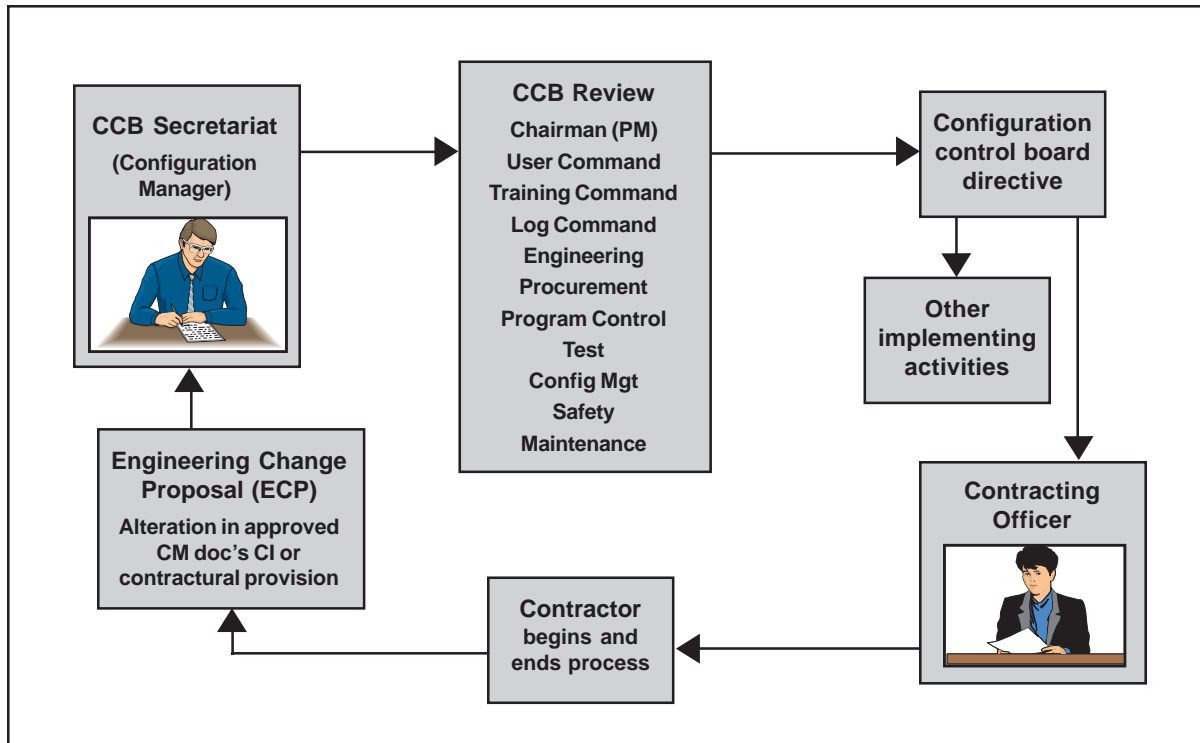 CCB Secretariat
(Configuration
Manager)
CCB Review
Chairman (PM)
User Command
Training Command
Log Command
Engineering
Procurement
Program Control
Test
Config Mgt
Safety
Maintenance
Configuration
control board
directive
Other
implementing
activities
Contracting
Officer
Contractor
begins and
ends process
Engineering Change
Proposal (ECP)
Alteration in approved
CM doc's CI or
contractural provision